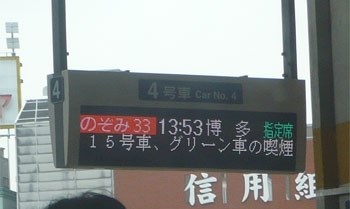 4号車 Car No. 4
4
のぞみ33 13:53 博多 指定席
15号車、グリーン車の喫煙
信用組